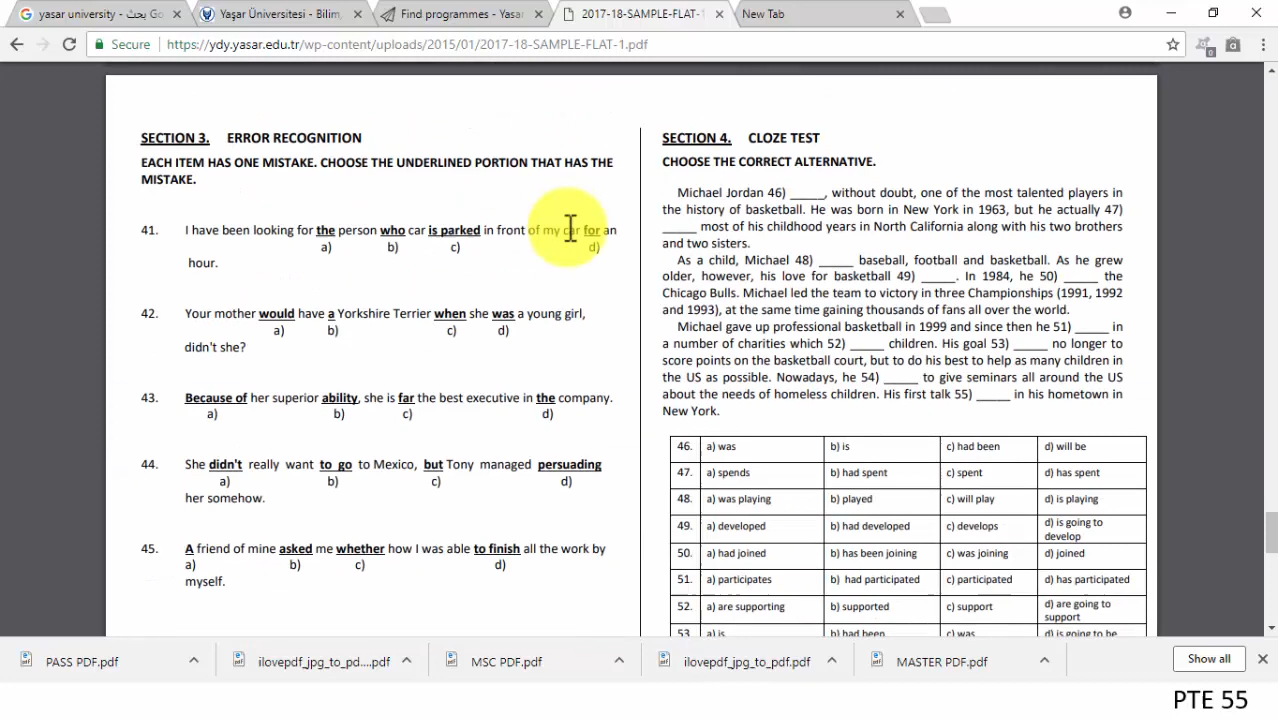 yasar university - بحث G
Yaşar Üniversitesi - Bilim,
Find programmes - Yasar
2017-18-SAMPLE-FLAT-1.p
New Tab
Secure
https://ydy.yasar.edu.tr/wp-content/uploads/2015/01/2017-18-SAMPLE-FLAT-1.pdf
SECTION 3. ERROR RECOGNITION
EACH ITEM HAS ONE MISTAKE. CHOOSE THE UNDERLINED PORTION THAT HAS THE
MISTAKE.
41. I have been looking for the person who car is parked in front of my car for an
a) b) c) d)
hour.
42. Your mother would have a Yorkshire Terrier when she was a young girl,
a) b) c) d)
didn't she?
43. Because of her superior ability, she is far the best executive in the company.
a) b) c) d)
44. She didn't really want to go to Mexico, but Tony managed persuading
a) b) c) d)
her somehow.
45. A friend of mine asked me whether how I was able to finish all the work by
a) b) c) d)
myself.
SECTION 4. CLOZE TEST
CHOOSE THE CORRECT ALTERNATIVE.
Michael Jordan 46) _____, without doubt, one of the most talented players in
the history of basketball. He was born in New York in 1963, but he actually 47)
_____ most of his childhood years in North California along with his two brothers
and two sisters.
As a child, Michael 48) _____ baseball, football and basketball. As he grew
older, however, his love for basketball 49) _____. In 1984, he 50) _____ the
Chicago Bulls. Michael led the team to victory in three Championships (1991, 1992
and 1993), at the same time gaining thousands of fans all over the world.
Michael gave up professional basketball in 1999 and since then he 51) _____ in
a number of charities which 52) _____ children. His goal 53) _____ no longer to
score points on the basketball court, but to do his best to help as many children in
the US as possible. Nowadays, he 54) _____ to give seminars all around the US
about the needs of homeless children. His first talk 55) _____ in his hometown in
New York.
46. a) was b) is c) had been d) will be
47. a) spends b) had spent c) spent d) has spent
48. a) was playing b) played c) will play d) is playing
49. a) developed b) had developed c) develops d) is going to
develop
50. a) had joined b) has been joining c) was joining d) joined
51. a) participates b) had participated c) participated d) has participated
52. a) are supporting b) supported c) support d) are going to
support
53 a) is b) had been c) was d) is going to be
PASS PDF.pdf
ilovepdf_jpg_to_pd....pdf
MSC PDF.pdf
ilovepdf_jpg_to_pdf.pdf
MASTER PDF.pdf
Show all
PTE 55